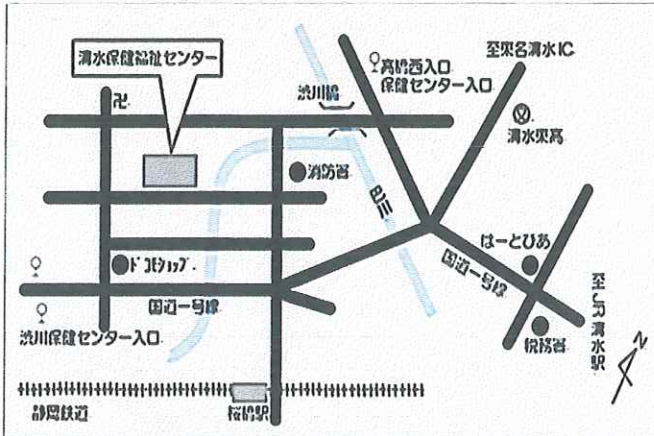 清水保健福祉センター
卍
渋川橋
高橋西入口
保健センター入口
至東名清水IC
清水東高
消防署
巴川
はーとぴあ
ドコモショップ
国道一号線
国道一号線
至JR清水駅
渋川保健センター入口
税務署
N
静岡鉄道
桜橋駅